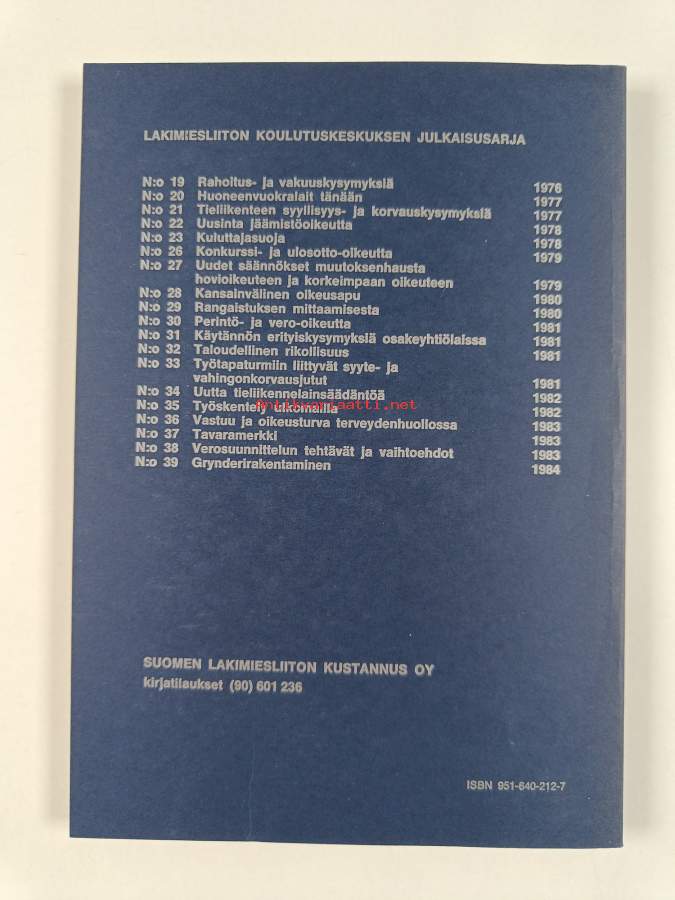 LAKIMIESLIITON KOULUTUSKESKUKSEN JULKAISUSARJA
N:o 19 Rahoitus- ja vakuuskysymyksiä 1976
N:o 20 Huoneenvuokralait tänään 1977
N:o 21 Tieliikenteen syyllisyys- ja korvauskysymyksiä 1977
N:o 22 Uusinta jäämistöoikeutta 1978
N:o 23 Kuluttajasuoja 1978
N:o 26 Konkurssi- ja ulosotto-oikeutta 1979
N:o 27 Uudet säännökset muutoksenhausta
hovioikeuteen ja korkeimpaan oikeuteen 1979
N:o 28 Kansainvälinen oikeusapu 1980
N:o 29 Rangaistuksen mittaamisesta 1980
N:o 30 Perintö- ja vero-oikeutta 1981
N:o 31 Käytännön erityiskysymyksiä osakeyhtiölaissa 1981
N:o 32 Taloudellinen rikollisuus 1981
N:o 33 Työtapaturmiin liittyvät syyte- ja
vahingonkorvausjutut 1981
N:o 34 Uutta tieliikennelainsäädäntöä 1982
antikvariaatti.net
N:o 35 Työskentely ulkomailla 1982
N:o 36 Vastuu ja oikeusturva terveydenhuollossa 1983
N:o 37 Tavaramerkki 1983
N:o 38 Verosuunnittelun tehtävät ja vaihtoehdot 1983
N:o 39 Grynderirakentaminen 1984
SUOMEN LAKIMIESLIITON KUSTANNUS OY
kirjatilaukset (90) 601 236
ISBN 951-640-212-7